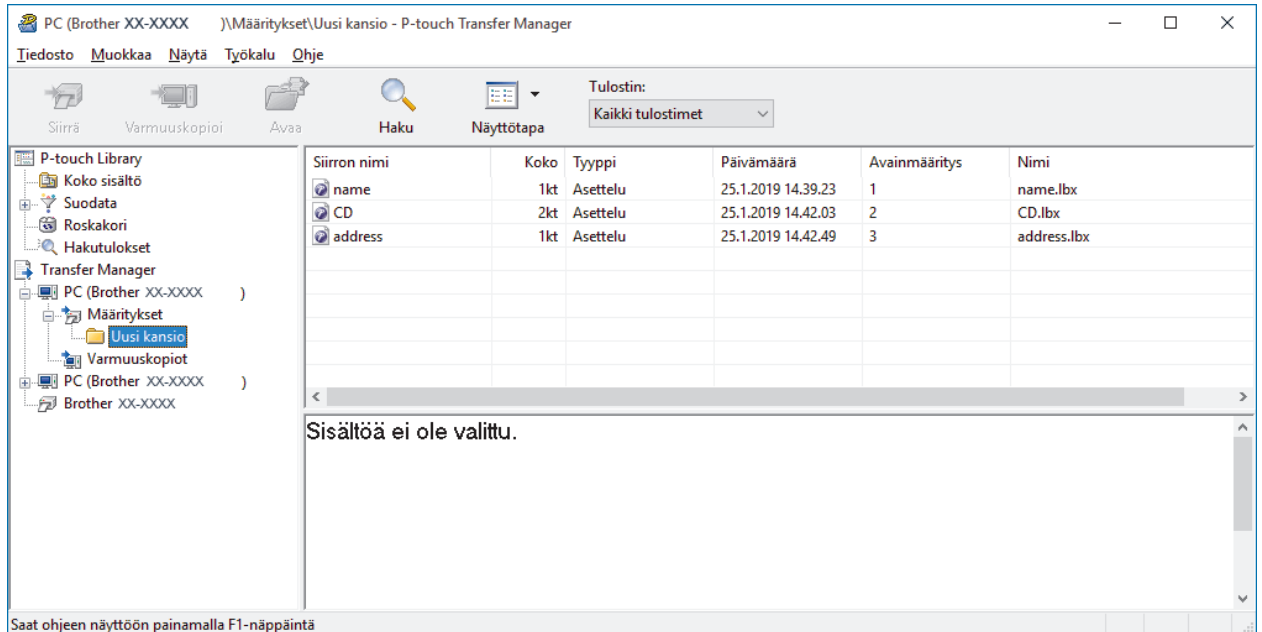 PC (Brother XX-XXXX )\Määritykset\Uusi kansio - P-touch Transfer Manager
Tiedosto Muokkaa Näytä Työkalu Ohje
Siirrä Varmuuskopioi Avaa Haku Näyttötapa
Tulostin:
Kaikki tulostimet
P-touch Library
Koko sisältö
Suodata
Roskakori
Hakutulokset
Transfer Manager
PC (Brother XX-XXXX )
Määritykset
Uusi kansio
Varmuuskopiot
PC (Brother XX-XXXX )
Brother XX-XXXX
Siirron nimi Koko Tyyppi Päivämäärä Avainmääritys Nimi
name 1kt Asettelu 25.1.2019 14.39.23 1 name.lbx
CD 2kt Asettelu 25.1.2019 14.42.03 2 CD.lbx
address 1kt Asettelu 25.1.2019 14.42.49 3 address.lbx
Sisältöä ei ole valittu.
Saat ohjeen näyttöön painamalla F1-näppäintä